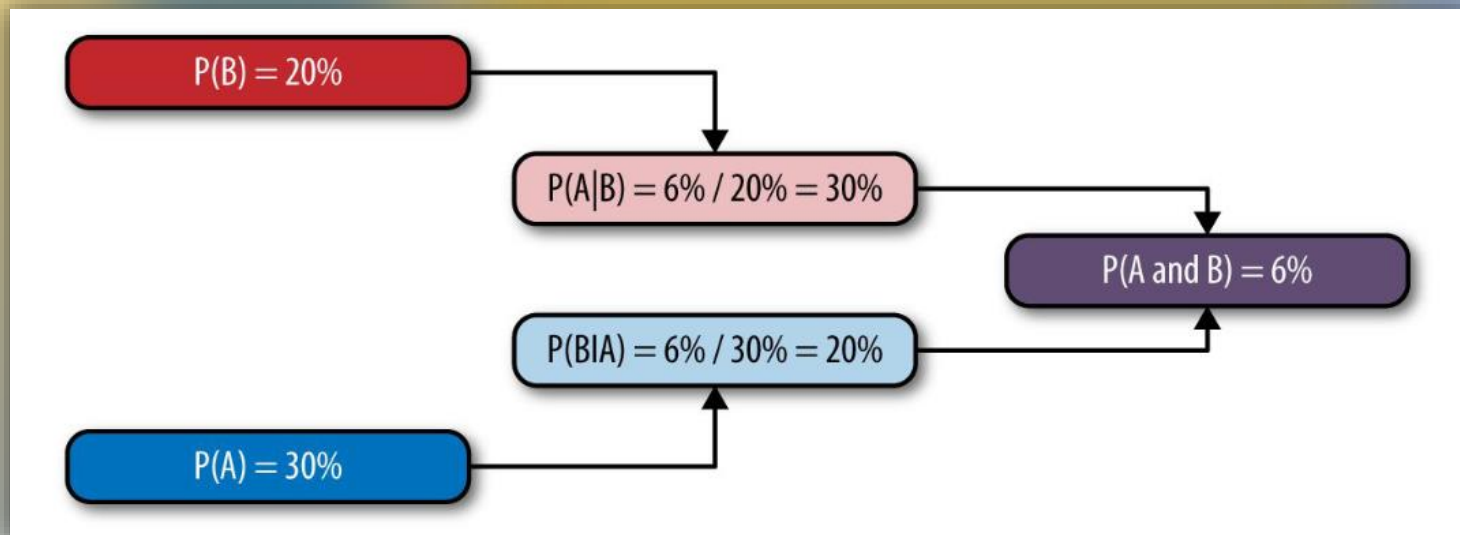 P(B) = 20%
P(A|B) = 6% / 20% = 30%
P(A and B) = 6%
P(BIA) = 6% / 30% = 20%
P(A) = 30%